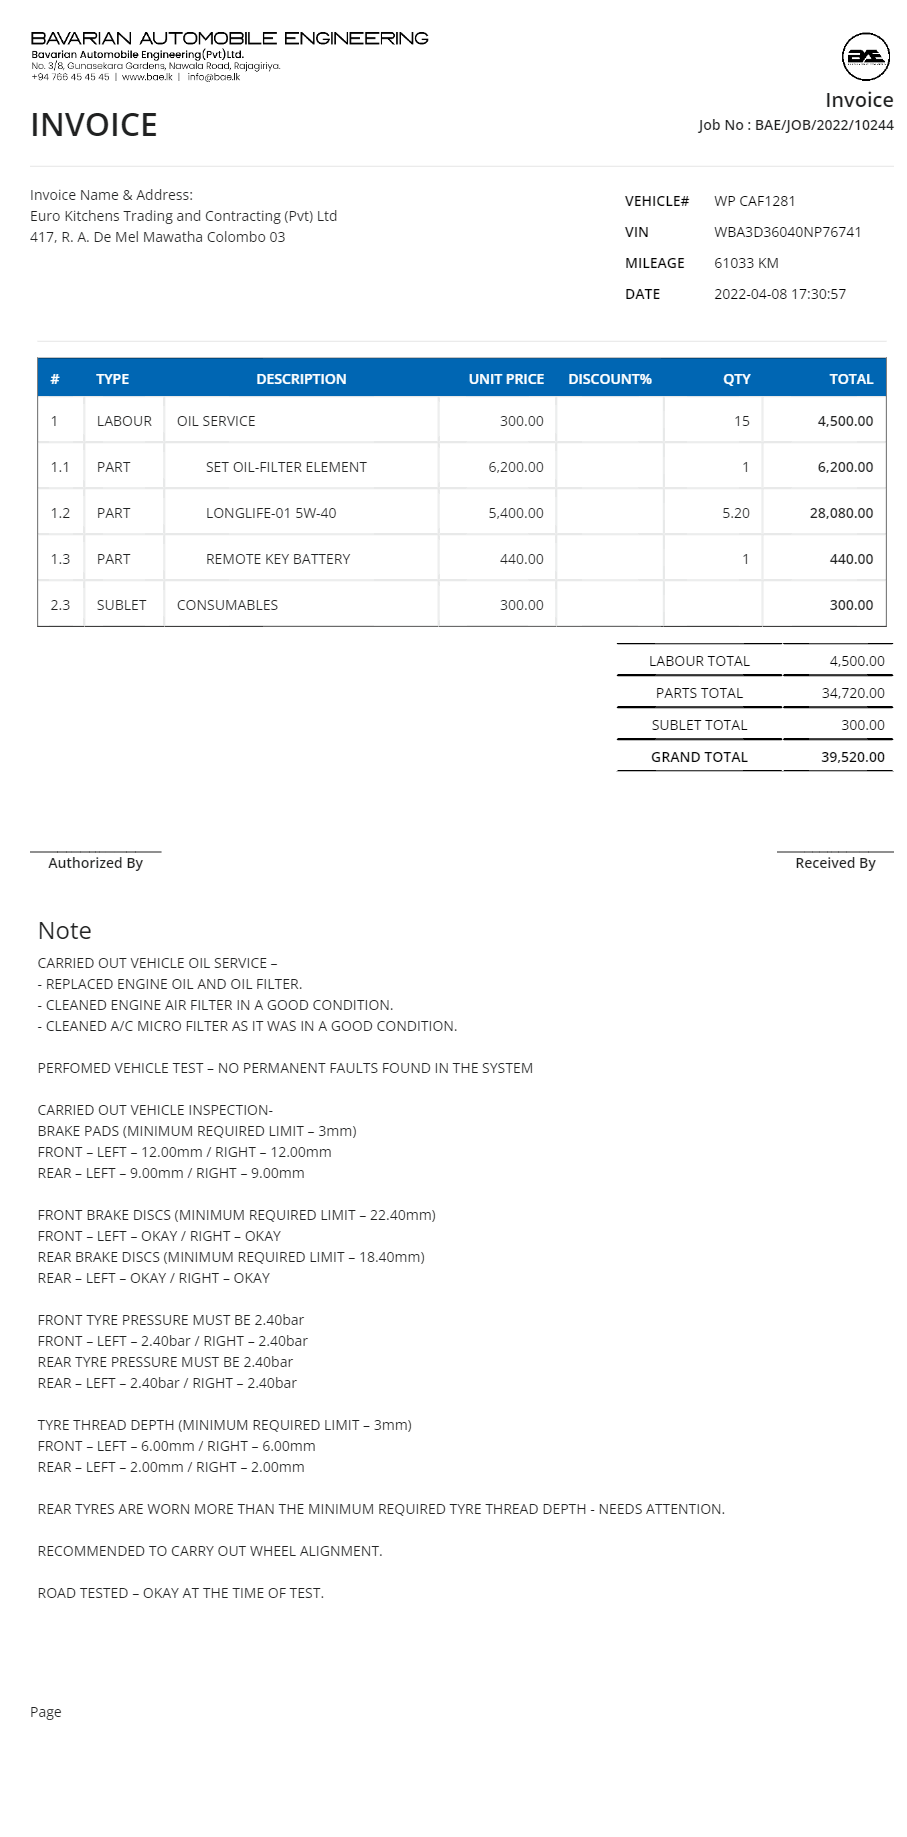 BAVARIAN AUTOMOBILE ENGINEERING
Bavarian Automobile Engineering(Pvt)Ltd.
No. 3/8, Gunasekara Gardens, Nawala Road, Rajagiriya.
+94 766 45 45 45 | www.bae.lk | info@bae.lk
BAE
Invoice
INVOICE
Job No : BAE/JOB/2022/10244
Invoice Name & Address:
Euro Kitchens Trading and Contracting (Pvt) Ltd
417, R. A. De Mel Mawatha Colombo 03
VEHICLE# WP CAF1281
VIN WBA3D36040NP76741
MILEAGE 61033 KM
DATE 2022-04-08 17:30:57
# TYPE DESCRIPTION UNIT PRICE DISCOUNT% QTY TOTAL
1 LABOUR OIL SERVICE 300.00 15 4,500.00
1.1 PART SET OIL-FILTER ELEMENT 6,200.00 1 6,200.00
1.2 PART LONGLIFE-01 5W-40 5,400.00 5.20 28,080.00
1.3 PART REMOTE KEY BATTERY 440.00 1 440.00
2.3 SUBLET CONSUMABLES 300.00 300.00
LABOUR TOTAL 4,500.00
PARTS TOTAL 34,720.00
SUBLET TOTAL 300.00
GRAND TOTAL 39,520.00
Authorized By Received By
Note
CARRIED OUT VEHICLE OIL SERVICE –
- REPLACED ENGINE OIL AND OIL FILTER.
- CLEANED ENGINE AIR FILTER IN A GOOD CONDITION.
- CLEANED A/C MICRO FILTER AS IT WAS IN A GOOD CONDITION.
PERFOMED VEHICLE TEST – NO PERMANENT FAULTS FOUND IN THE SYSTEM
CARRIED OUT VEHICLE INSPECTION-
BRAKE PADS (MINIMUM REQUIRED LIMIT – 3mm)
FRONT – LEFT – 12.00mm / RIGHT – 12.00mm
REAR – LEFT – 9.00mm / RIGHT – 9.00mm
FRONT BRAKE DISCS (MINIMUM REQUIRED LIMIT – 22.40mm)
FRONT – LEFT – OKAY / RIGHT – OKAY
REAR BRAKE DISCS (MINIMUM REQUIRED LIMIT – 18.40mm)
REAR – LEFT – OKAY / RIGHT – OKAY
FRONT TYRE PRESSURE MUST BE 2.40bar
FRONT – LEFT – 2.40bar / RIGHT – 2.40bar
REAR TYRE PRESSURE MUST BE 2.40bar
REAR – LEFT – 2.40bar / RIGHT – 2.40bar
TYRE THREAD DEPTH (MINIMUM REQUIRED LIMIT – 3mm)
FRONT – LEFT – 6.00mm / RIGHT – 6.00mm
REAR – LEFT – 2.00mm / RIGHT – 2.00mm
REAR TYRES ARE WORN MORE THAN THE MINIMUM REQUIRED TYRE THREAD DEPTH - NEEDS ATTENTION.
RECOMMENDED TO CARRY OUT WHEEL ALIGNMENT.
ROAD TESTED – OKAY AT THE TIME OF TEST.
Page